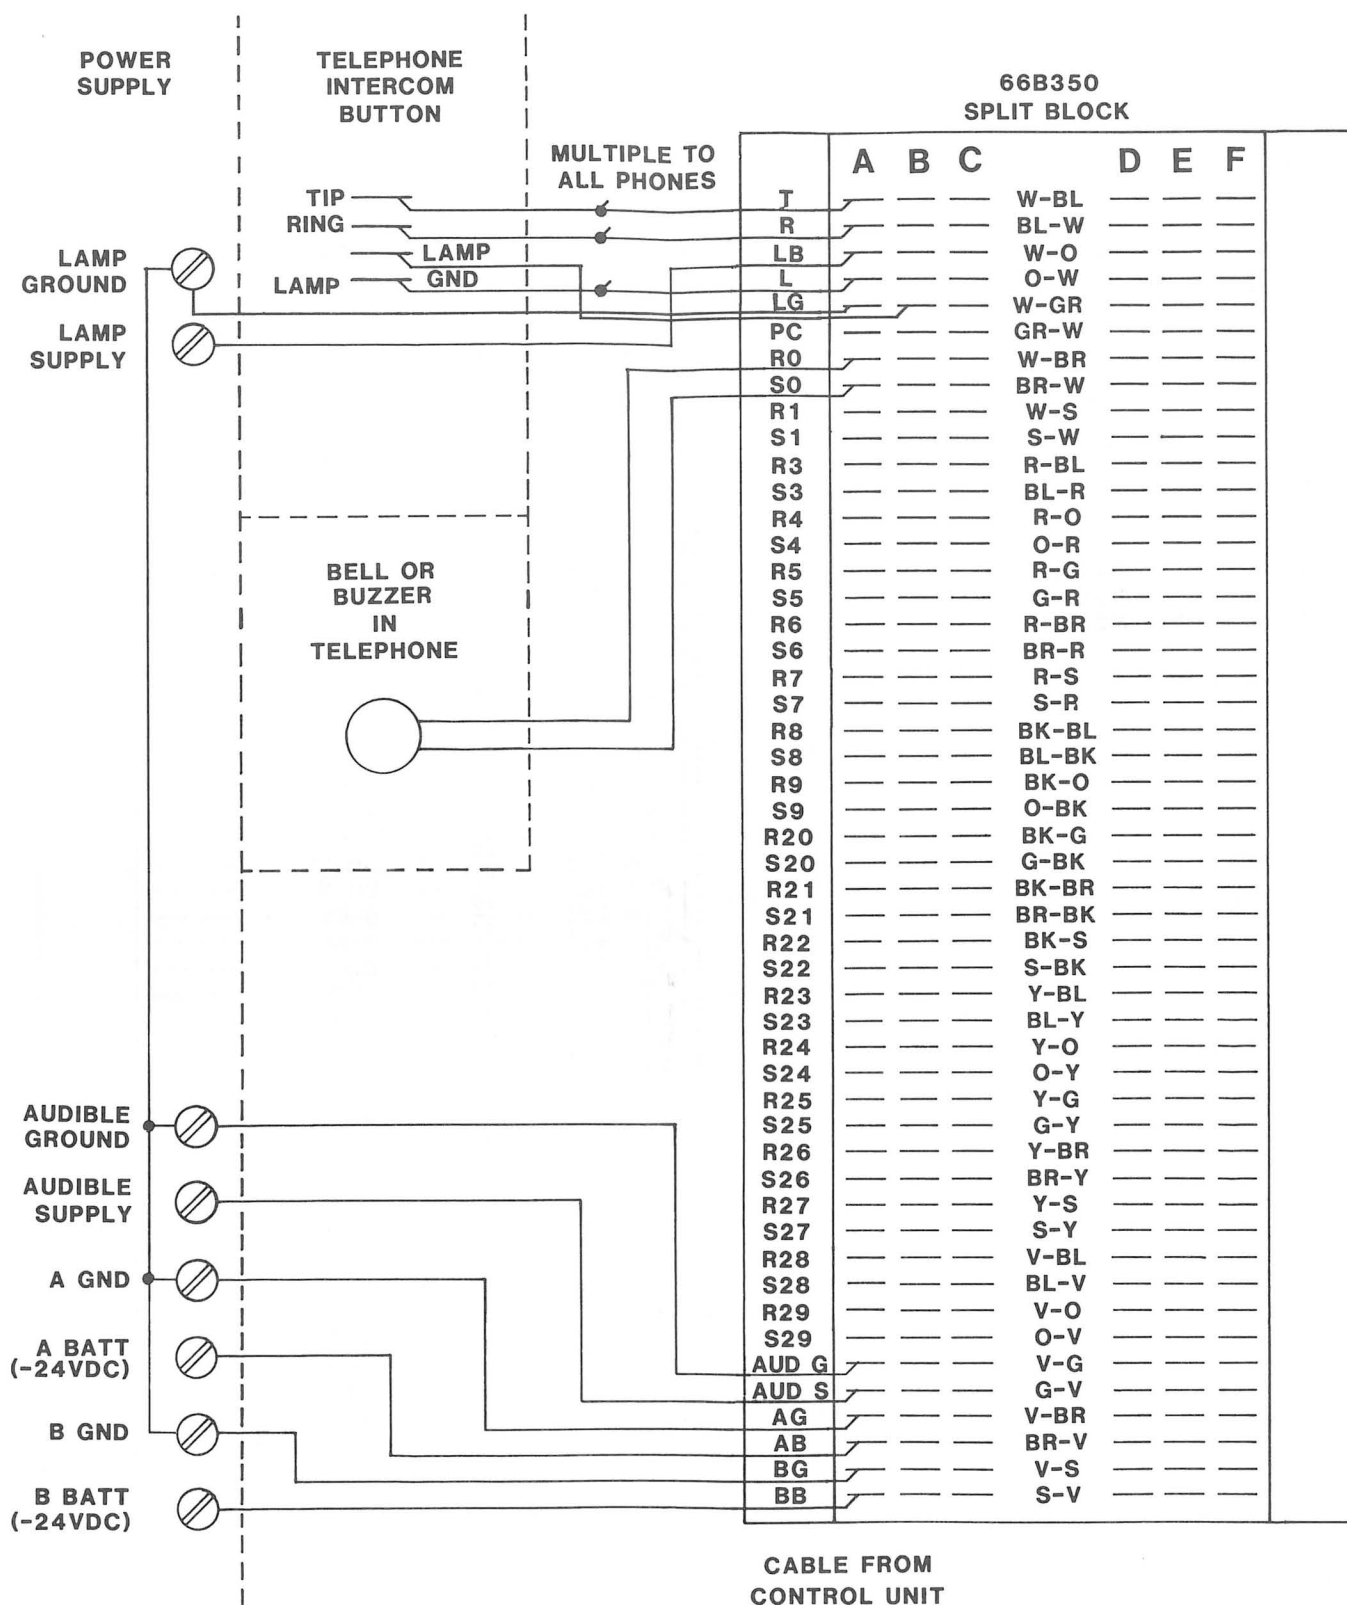 POWER
SUPPLY
TELEPHONE
INTERCOM
BUTTON
66B350
SPLIT BLOCK
MULTIPLE TO
ALL PHONES
A B C D E F
TIP
RING
LAMP
LAMP GND
LAMP
GROUND
LAMP
SUPPLY
BELL OR
BUZZER
IN
TELEPHONE
AUDIBLE
GROUND
AUDIBLE
SUPPLY
A GND
A BATT
(-24VDC)
B GND
B BATT
(-24VDC)
T W-BL
R BL-W
LB W-O
L O-W
LG W-GR
PC GR-W
R0 W-BR
S0 BR-W
R1 W-S
S1 S-W
R3 R-BL
S3 BL-R
R4 R-O
S4 O-R
R5 R-G
S5 G-R
R6 R-BR
S6 BR-R
R7 R-S
S7 S-R
R8 BK-BL
S8 BL-BK
R9 BK-O
S9 O-BK
R20 BK-G
S20 G-BK
R21 BK-BR
S21 BR-BK
R22 BK-S
S22 S-BK
R23 Y-BL
S23 BL-Y
R24 Y-O
S24 O-Y
R25 Y-G
S25 G-Y
R26 Y-BR
S26 BR-Y
R27 Y-S
S27 S-Y
R28 V-BL
S28 BL-V
R29 V-O
S29 O-V
AUD G V-G
AUD S G-V
AG V-BR
AB BR-V
BG V-S
BB S-V
CABLE FROM
CONTROL UNIT